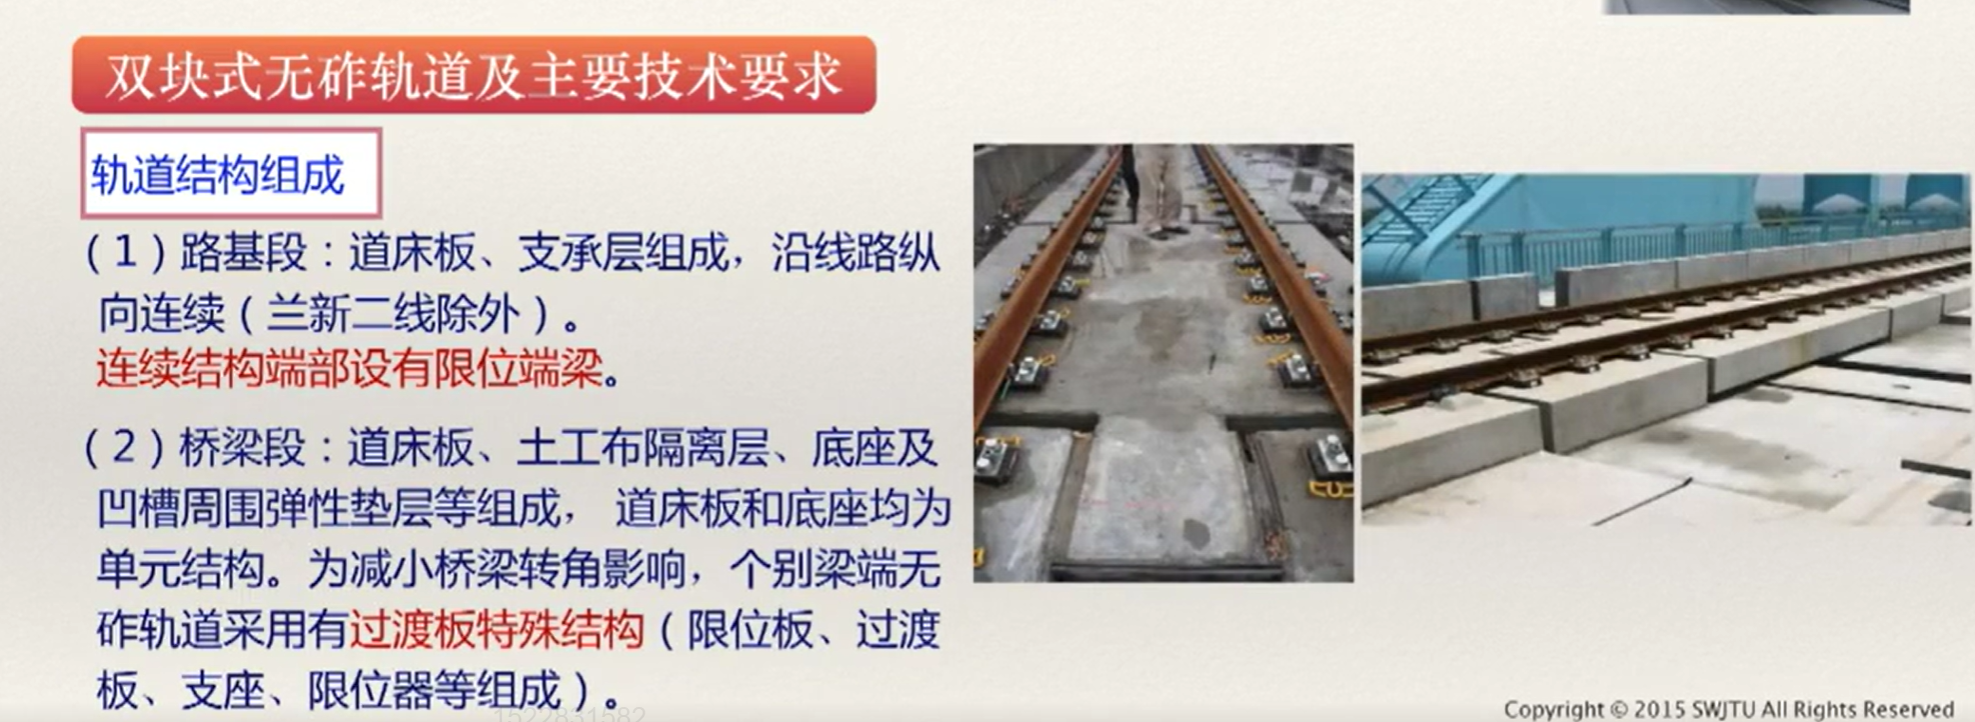 双块式无砟轨道及主要技术要求
轨道结构组成
（1）路基段：道床板、支承层组成，沿线路纵
向连续（兰新二线除外）。
连续结构端部设有限位端梁。
（2）桥梁段：道床板、土工布隔离层、底座及
凹槽周围弹性垫层等组成， 道床板和底座均为
单元结构。为减小桥梁转角影响，个别梁端无
砟轨道采用有过渡板特殊结构（限位板、过渡
板、支座、限位器等组成）。
1522831582
Copyright © 2015 SWJTU All Rights Reserved